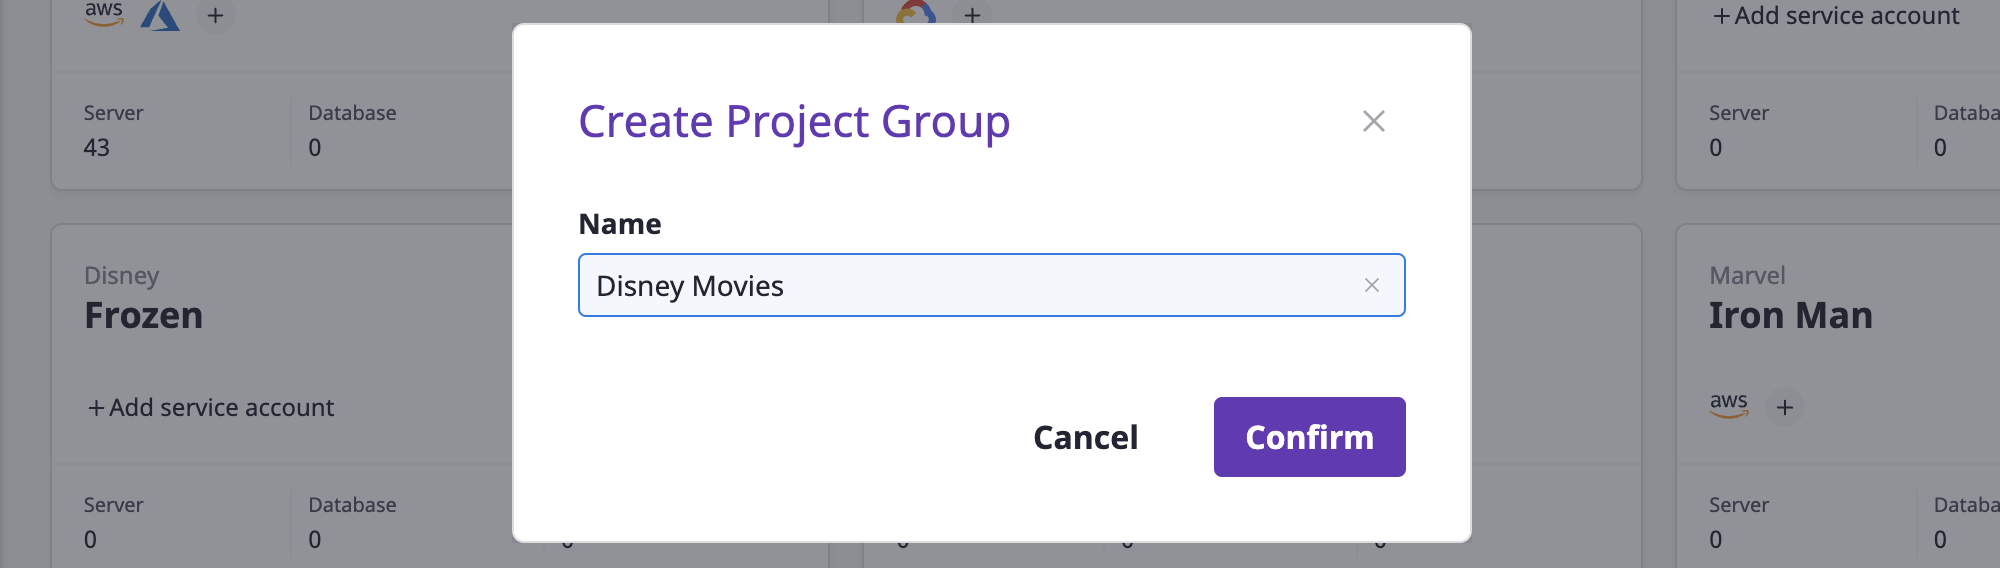 aws
+ Add service account
Server
43
Database
0
Server
0
Databa
0
Create Project Group
Name
Disney Movies
Cancel
Confirm
Disney
Frozen
+ Add service account
Server
0
Database
0
Marvel
Iron Man
aws
Server
0
Databa
0